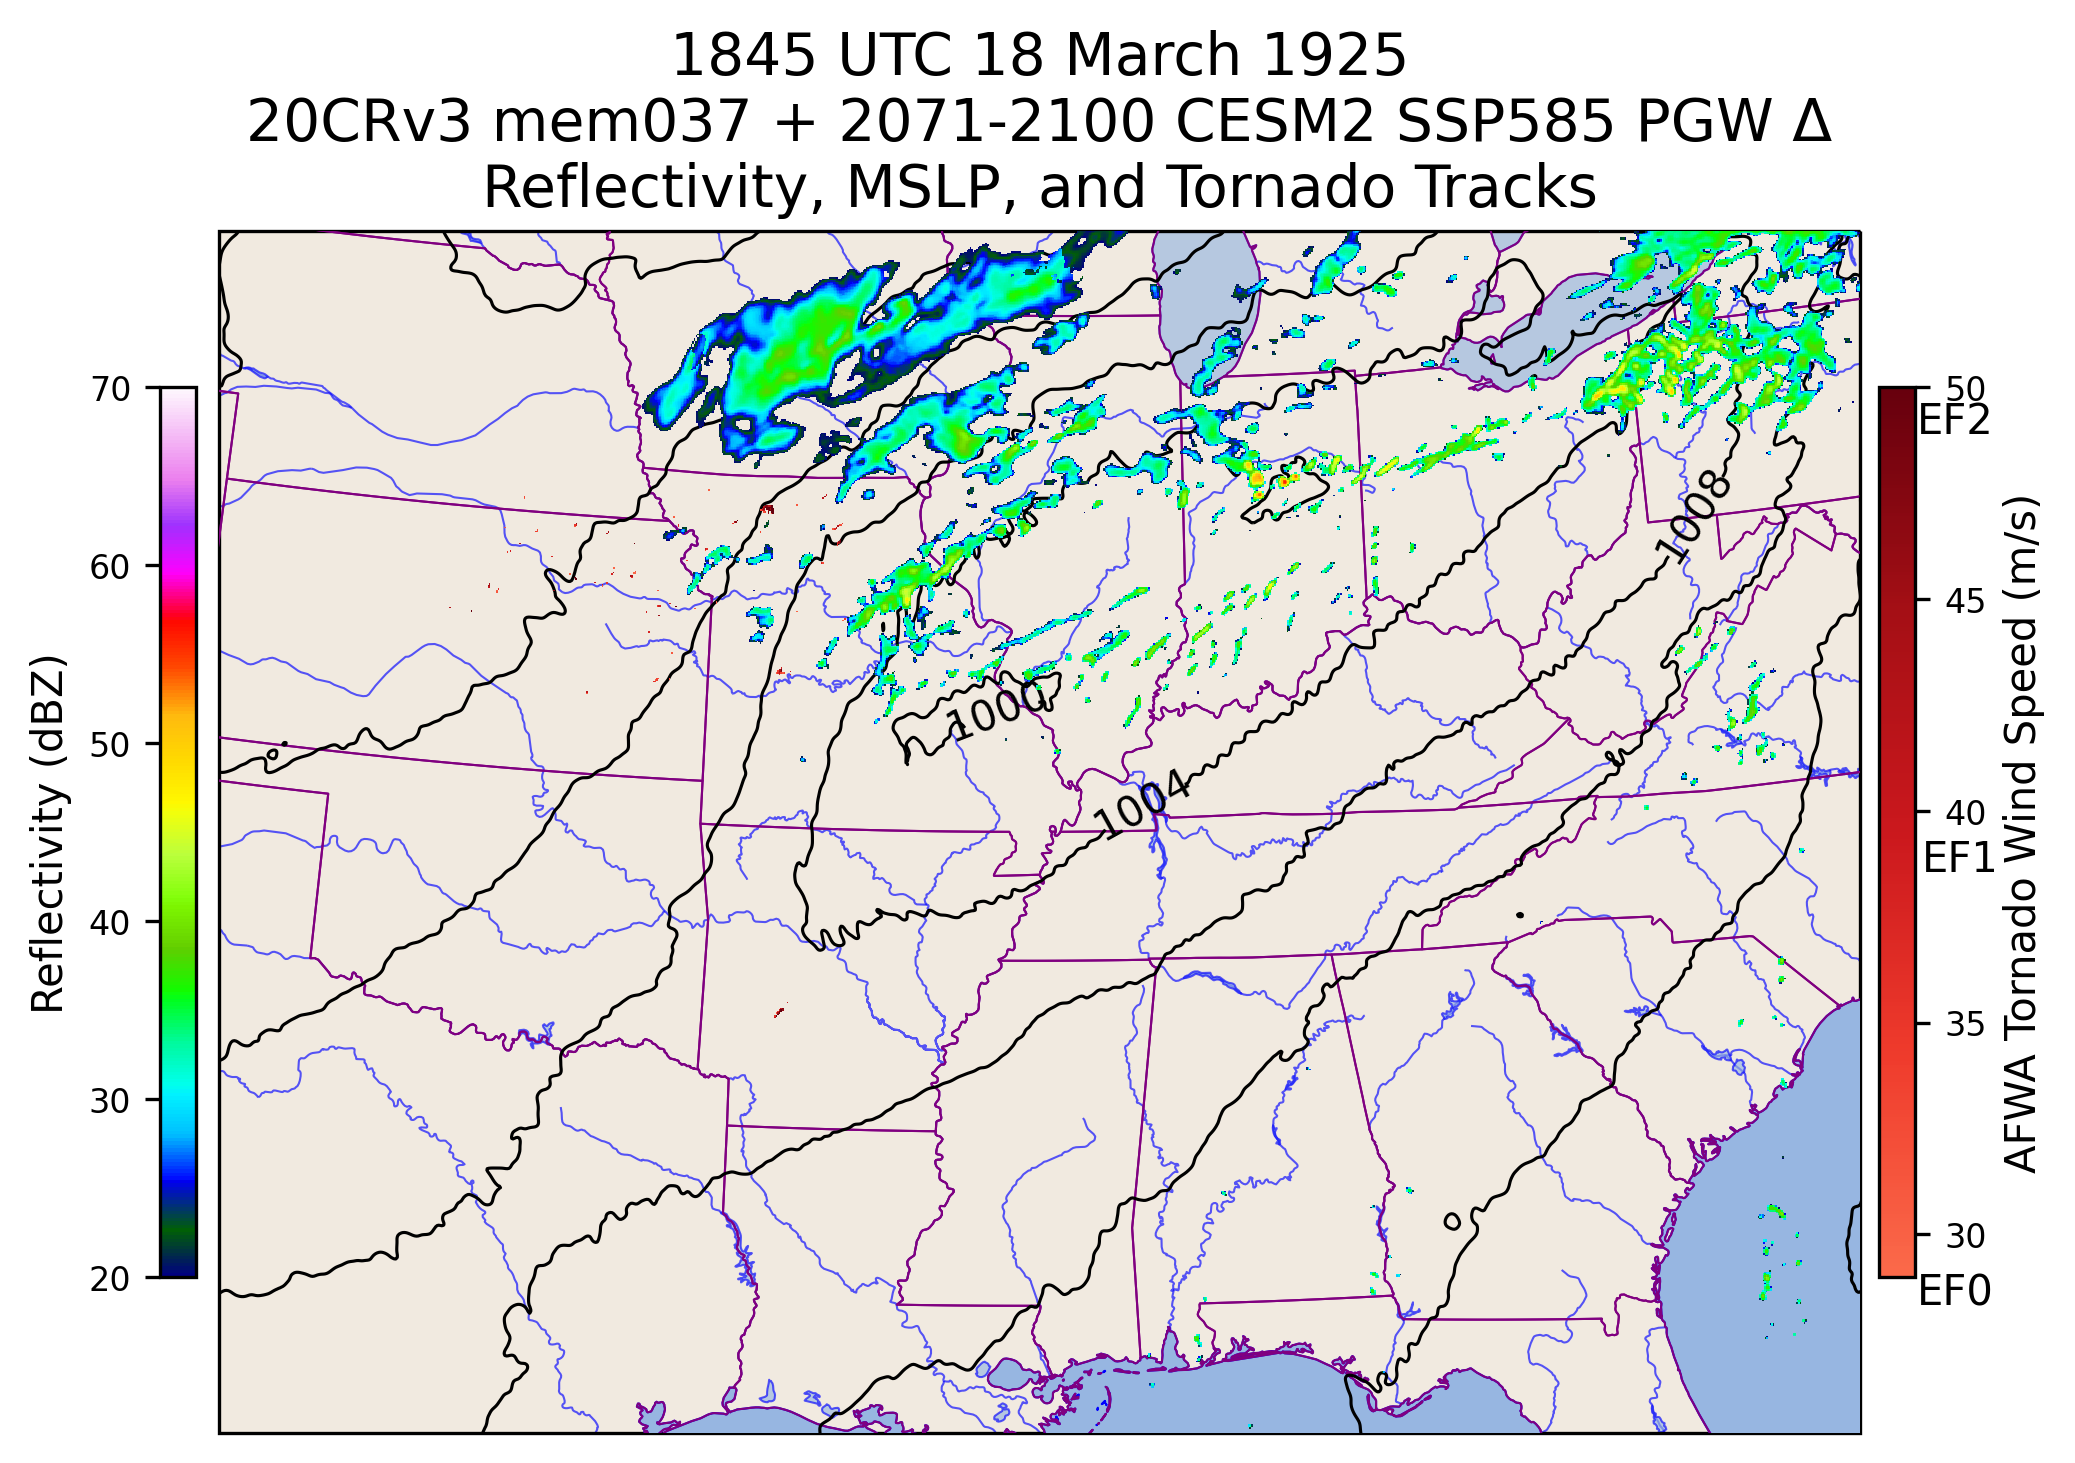 1845 UTC 18 March 1925
20CRv3 mem037 + 2071-2100 CESM2 SSP585 PGW Δ
Reflectivity, MSLP, and Tornado Tracks
Reflectivity (dBZ)
70
60
50
40
30
20
1008
1000
1004
50
EF2
45
40
EF1
35
30
EF0
AFWA Tornado Wind Speed (m/s)